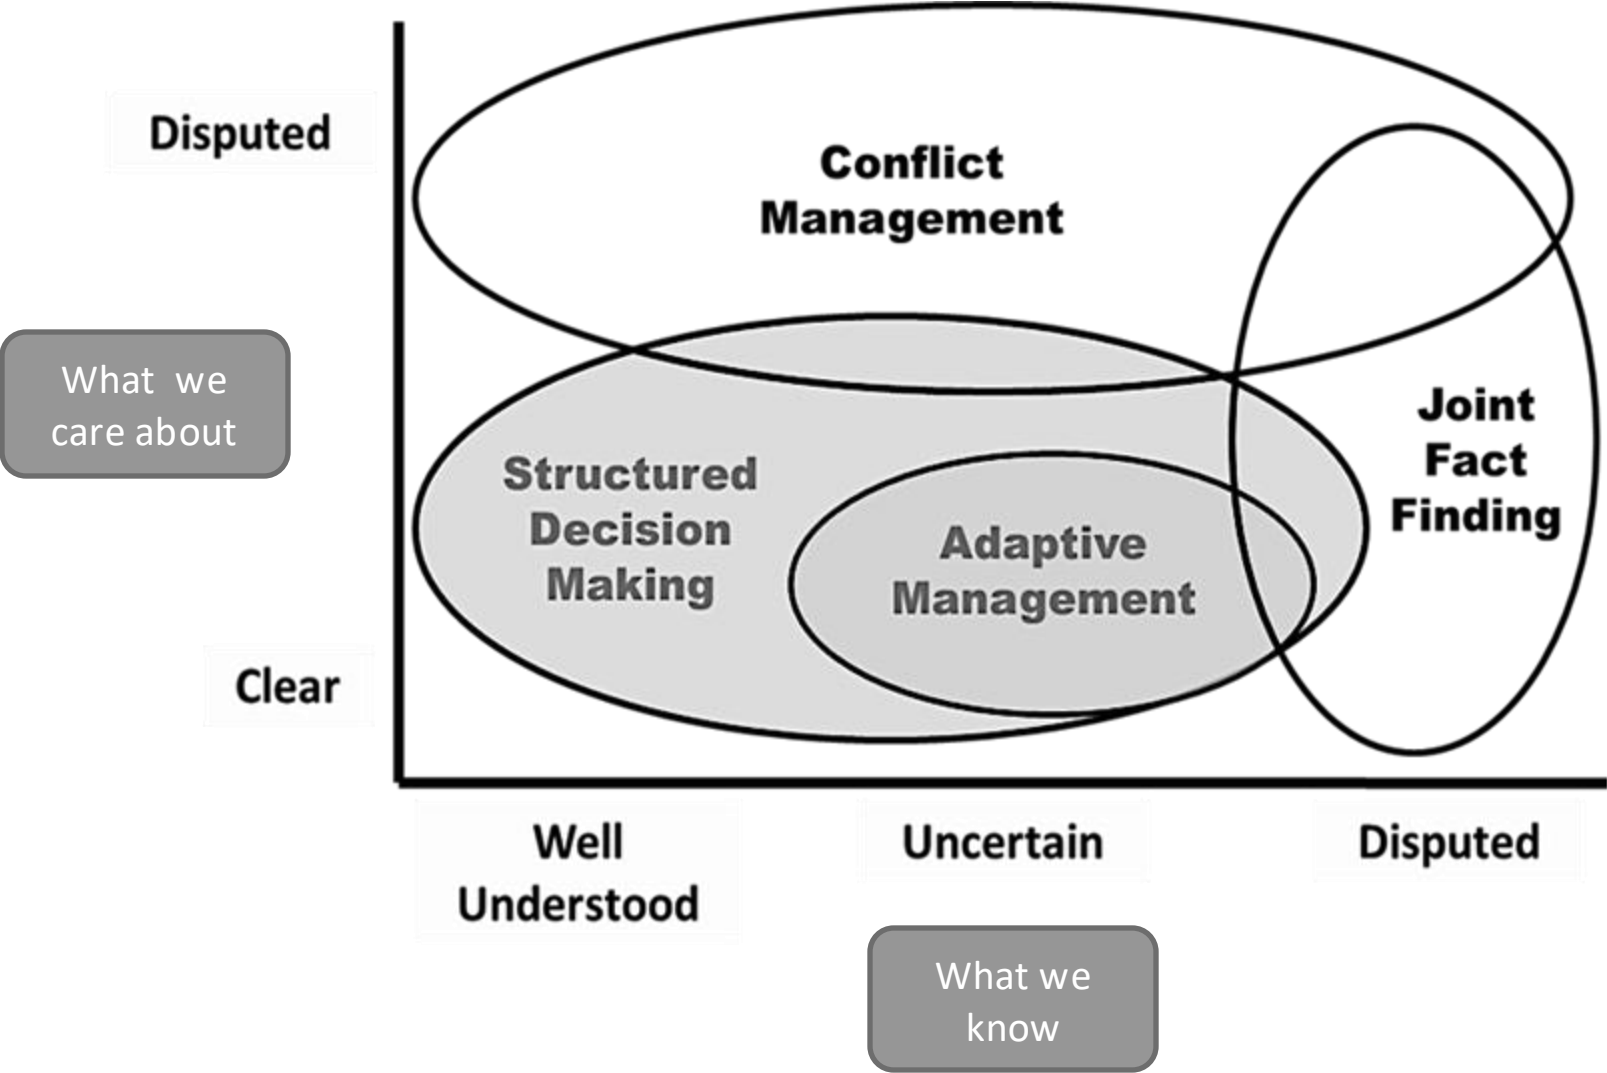 Disputed
Conflict
Management
What we
care about
Joint
Fact
Finding
Structured
Decision
Making
Adaptive
Management
Clear
Well
Understood
Uncertain
Disputed
What we
know